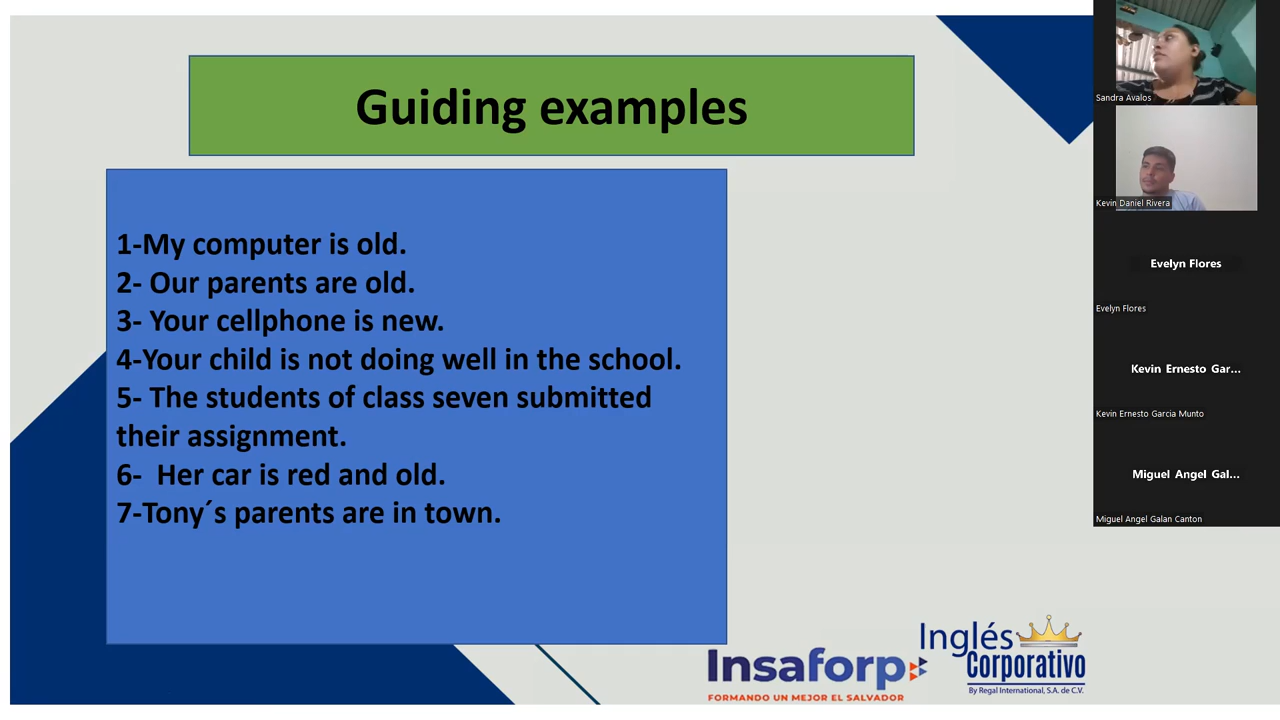 Guiding examples
1-My computer is old.
2- Our parents are old.
3- Your cellphone is new.
4-Your child is not doing well in the school.
5- The students of class seven submitted
their assignment.
6-  Her car is red and old.
7-Tony´s parents are in town.
Insaforp
FORMANDO UN MEJOR EL SALVADOR
Inglés
Corporativo
By Regal International, S.A. de C.V.
Sandra Avalos
Kevin Daniel Rivera
Evelyn Flores
Evelyn Flores
Kevin Ernesto Gar...
Kevin Ernesto Garcia Munto
Miguel Angel Gal...
Miguel Angel Galan Canton